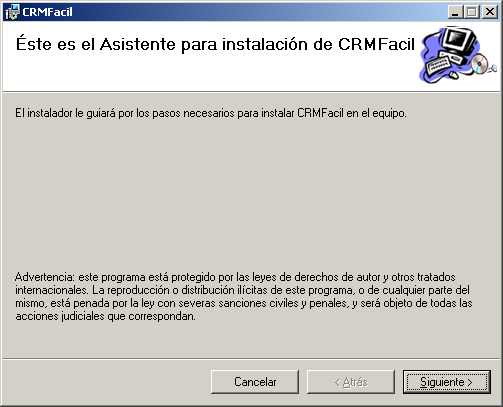 CRMFacil
Éste es el Asistente para instalación de CRMFacil
El instalador le guiará por los pasos necesarios para instalar CRMFacil en el equipo.
Advertencia: este programa está protegido por las leyes de derechos de autor y otros tratados
internacionales. La reproducción o distribución ilícitas de este programa, o de cualquier parte del
mismo, está penada por la ley con severas sanciones civiles y penales, y será objeto de todas las
acciones judiciales que correspondan.
Cancelar
< Atrás
Siguiente >